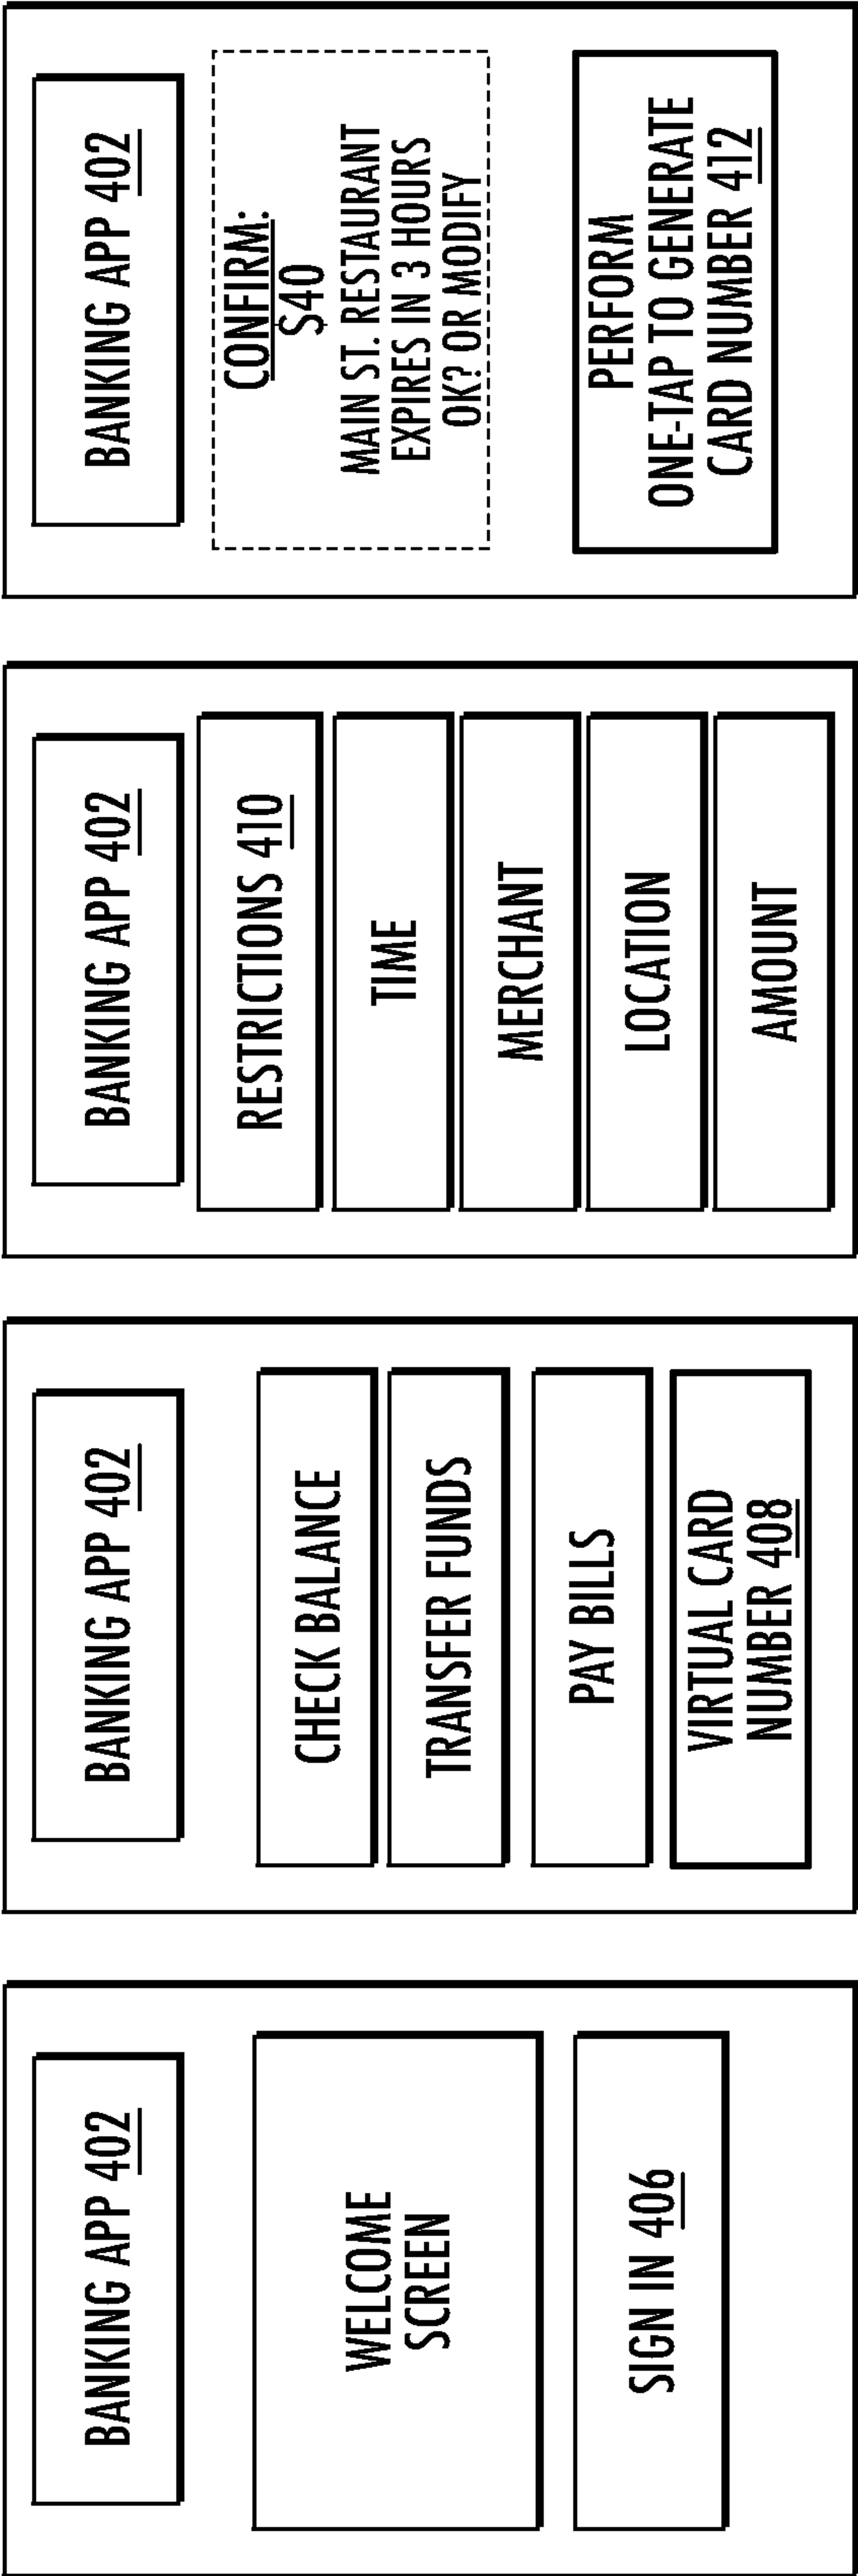 BANKING APP 402
WELCOME
SCREEN
SIGN IN 406
BANKING APP 402
CHECK BALANCE
TRANSFER FUNDS
PAY BILLS
VIRTUAL CARD
NUMBER 408
BANKING APP 402
RESTRICTIONS 410
TIME
MERCHANT
LOCATION
AMOUNT
BANKING APP 402
CONFIRM:
$40
MAIN ST. RESTAURANT
EXPIRES IN 3 HOURS
OK? OR MODIFY
PERFORM
ONE-TAP TO GENERATE
CARD NUMBER 412